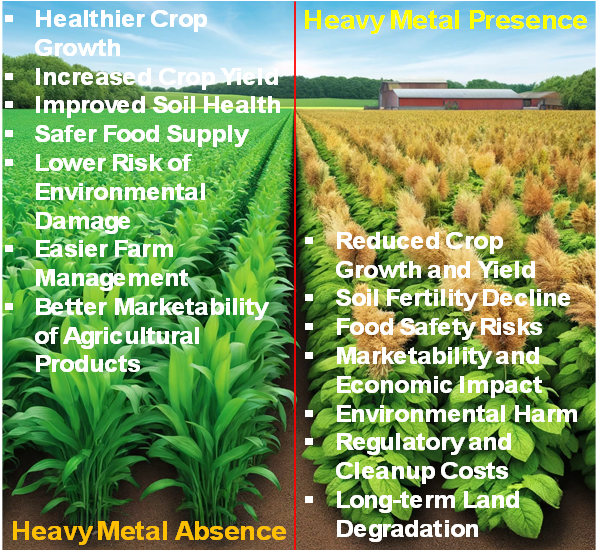 ▪ Healthier Crop
Growth
▪ Increased Crop Yield
▪ Improved Soil Health
▪ Safer Food Supply
▪ Lower Risk of
Environmental
Damage
▪ Easier Farm
Management
▪ Better Marketability
of Agricultural
Products
Heavy Metal Absence
Heavy Metal Presence
▪ Reduced Crop
Growth and Yield
▪ Soil Fertility Decline
▪ Food Safety Risks
▪ Marketability and
Economic Impact
▪ Environmental Harm
▪ Regulatory and
Cleanup Costs
▪ Long-term Land
Degradation